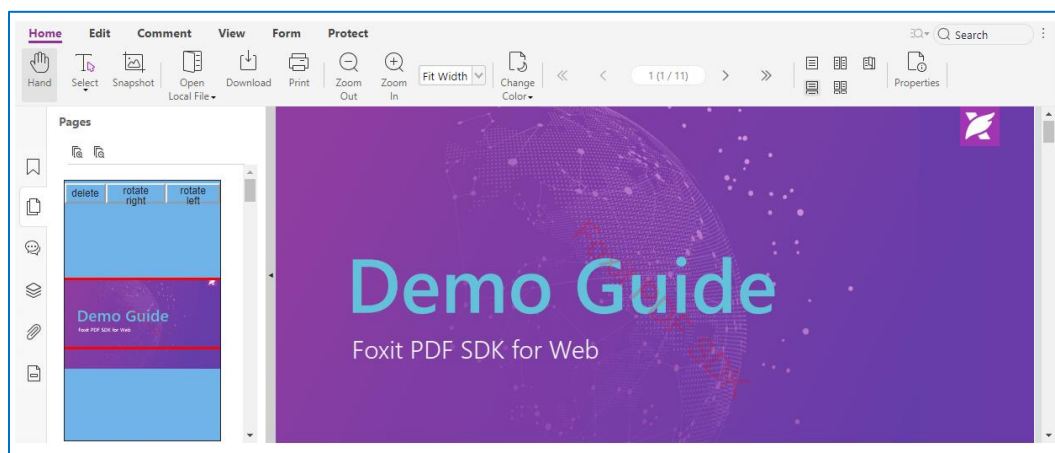 Home Edit Comment View Form Protect
Search
Hand Select Snapshot Open Local File Download Print Zoom Out Zoom In Fit Width Change Color 1 (1 / 11) Properties
Pages
delete rotate right rotate left
Demo Guide
Foxit PDF SDK for Web
Demo Guide
Foxit PDF SDK for Web